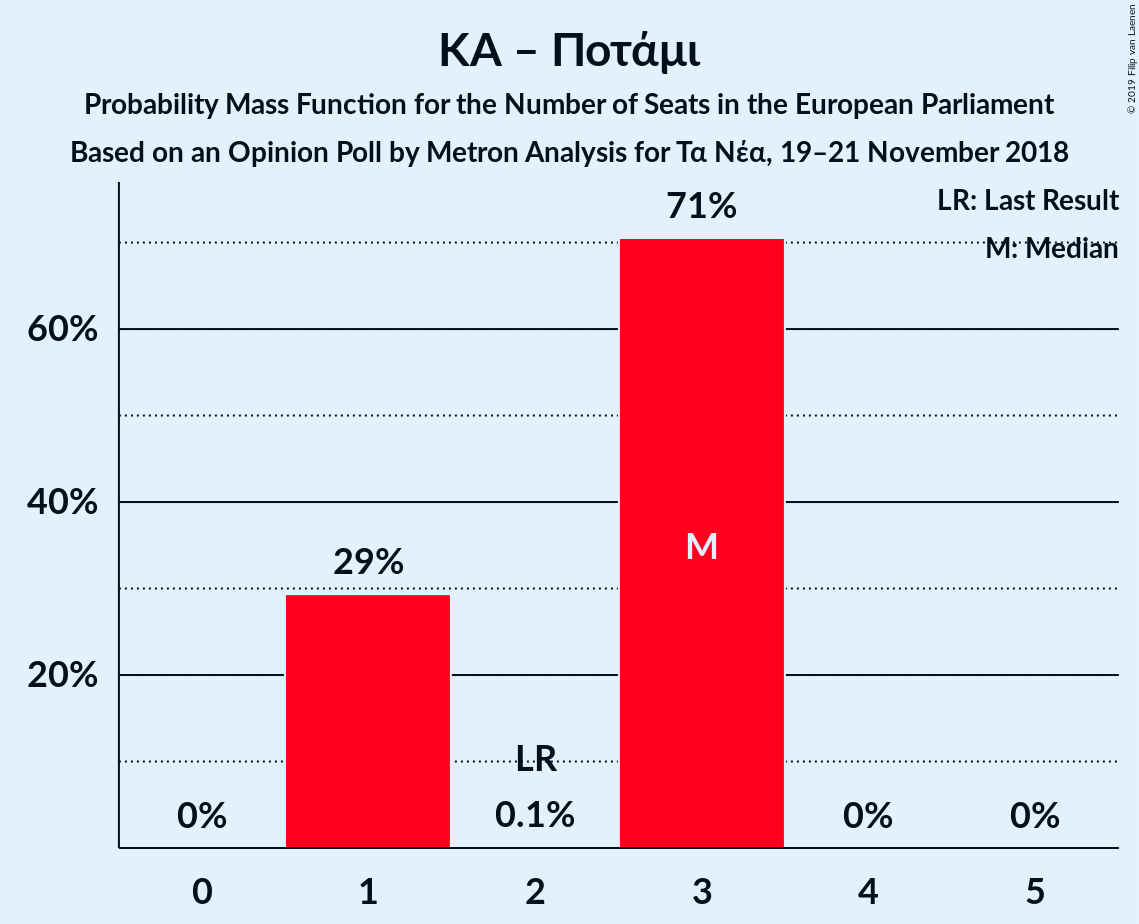 ΚΑ – Ποτάμι
Probability Mass Function for the Number of Seats in the European Parliament
Based on an Opinion Poll by Metron Analysis for Τα Νέα, 19–21 November 2018
© 2019 Filip van Laenen
LR: Last Result
M: Median
71%
60%
40%
20%
29%
M
LR
0%
0.1%
0%
0%
0 1 2 3 4 5